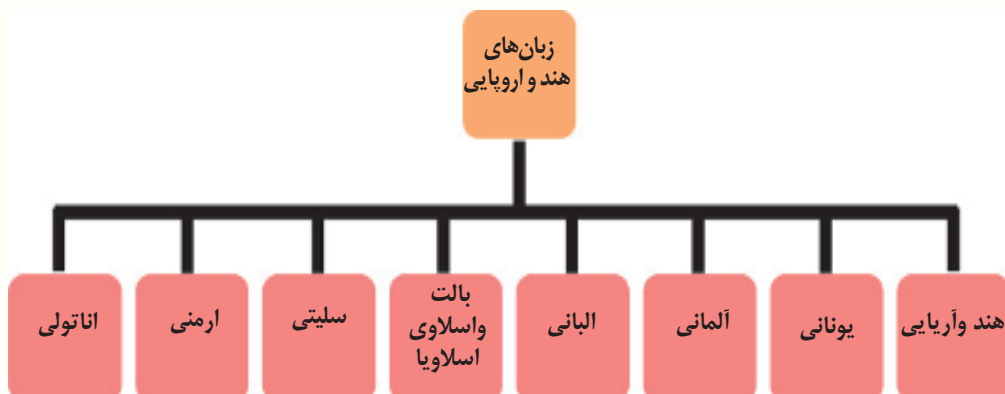 زبان‌های
هند و اروپایی
هند وآریایی
یونانی
آلمانی
البانی
بالت
واسلاوی
اسلاویا
سلیتی
ارمنی
اناتولی